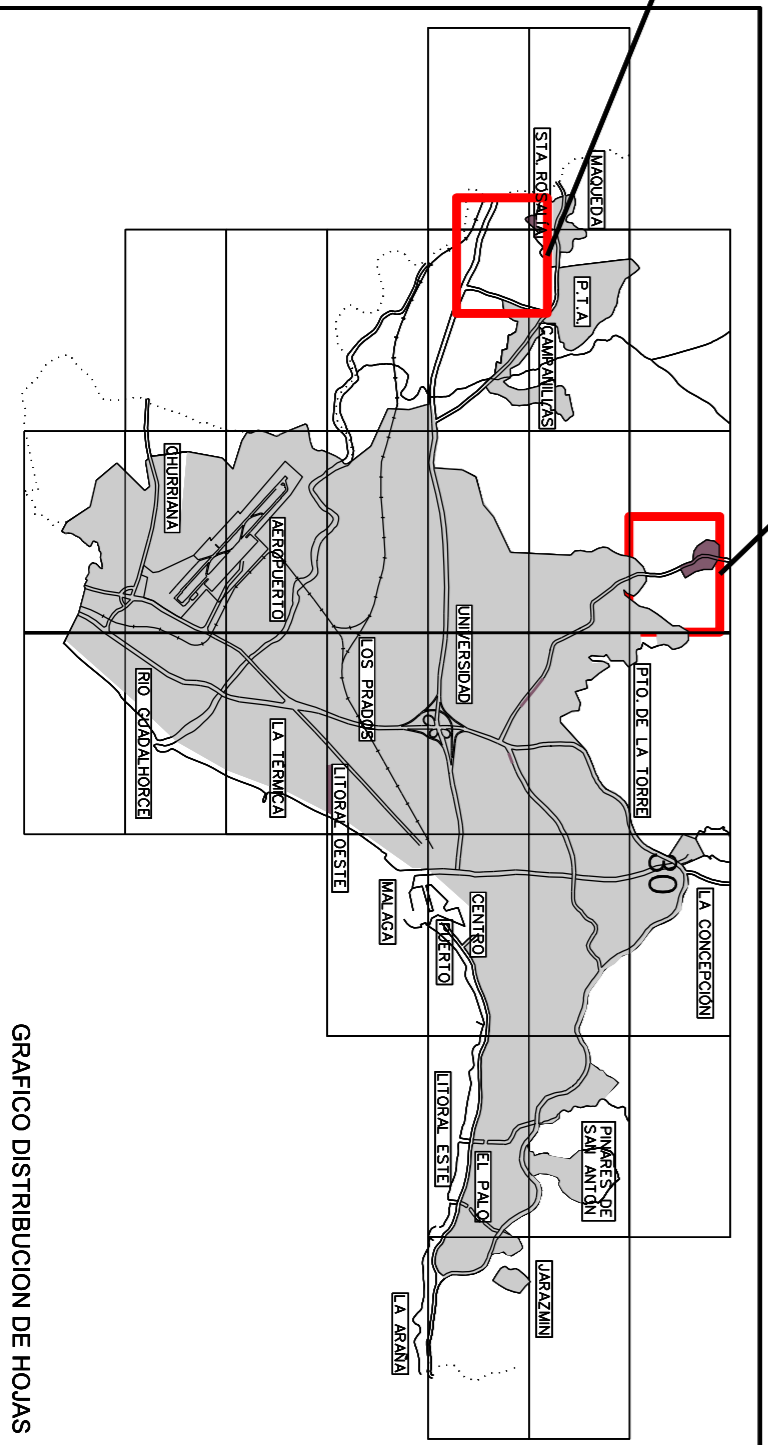 MAQUEDA
STA. ROSALIA
P.T.A.
CAMPANILLAS
CHURRIANA
AEROPUERTO
UNIVERSIDAD
LOS PRADOS
PTO. DE LA TORRE
RIO GUADALHORCE
LA TERMICA
LITORAL OESTE
30
LA CONCEPCIÓN
MALAGA
CENTRO
PUERTO
LITORAL ESTE
EL PALO
PINARES DE
SAN ANTON
JARAZMIN
LA ARAÑA
GRAFICO DISTRIBUCION DE HOJAS